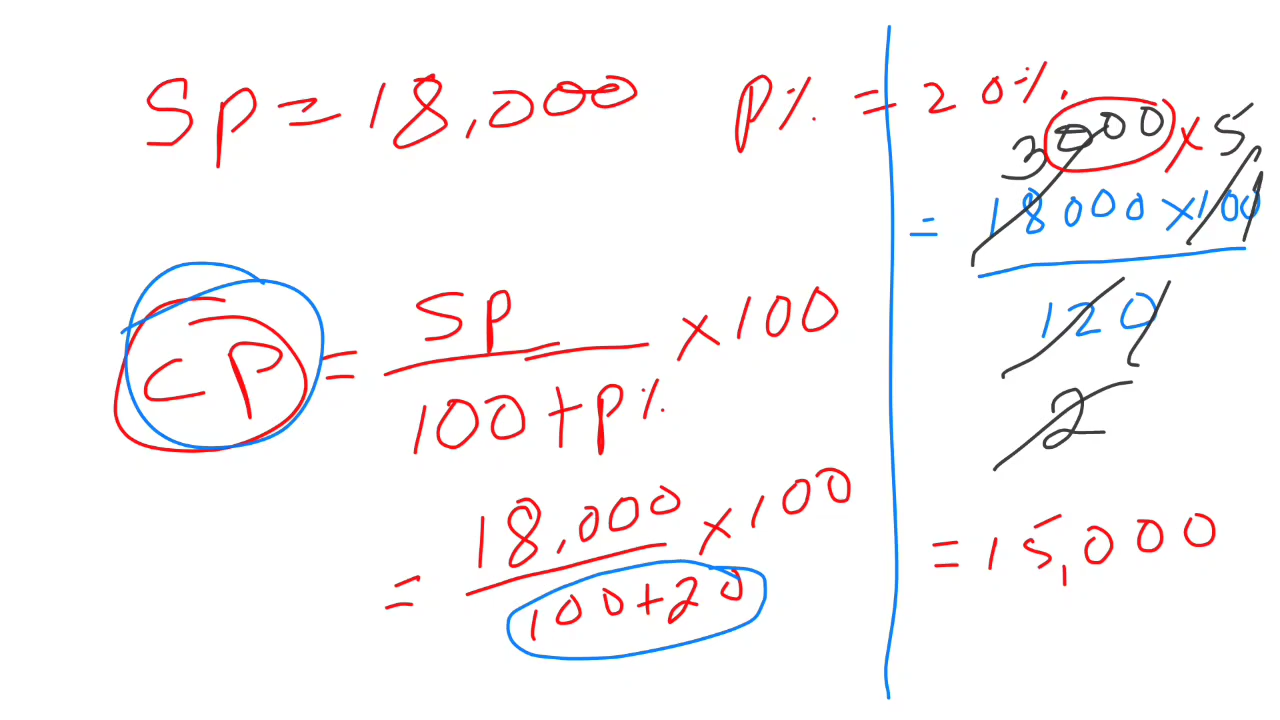 SP = 18,000 P% = 20%.
CP = SP / 100 + P% × 100
= 18,000 / 100 + 20 × 100
3000 × 5
= 18000 × 100
120
2
= 15,000